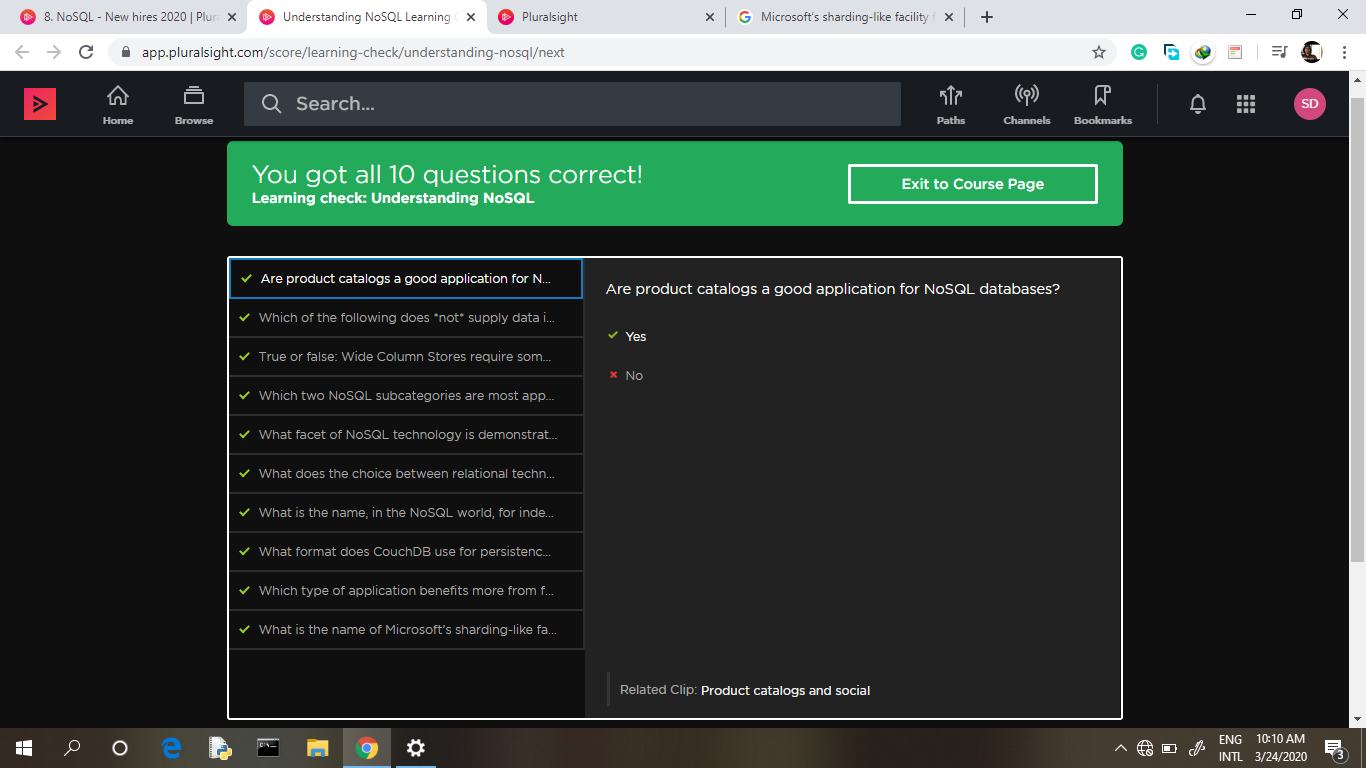 8. NoSQL - New hires 2020 | Plur
Understanding NoSQL Learning
Pluralsight
Microsoft's sharding-like facility f
app.pluralsight.com/score/learning-check/understanding-nosql/next
Home
Browse
Search...
Paths
Channels
Bookmarks
SD
You got all 10 questions correct!
Learning check: Understanding NoSQL
Exit to Course Page
Are product catalogs a good application for N...
Which of the following does *not* supply data i...
True or false: Wide Column Stores require som...
Which two NoSQL subcategories are most app...
What facet of NoSQL technology is demonstrat...
What does the choice between relational techn...
What is the name, in the NoSQL world, for inde...
What format does CouchDB use for persistenc...
Which type of application benefits more from f...
What is the name of Microsoft's sharding-like fa...
Are product catalogs a good application for NoSQL databases?
Yes
No
Related Clip: Product catalogs and social
ENG
INTL
10:10 AM
3/24/2020
3